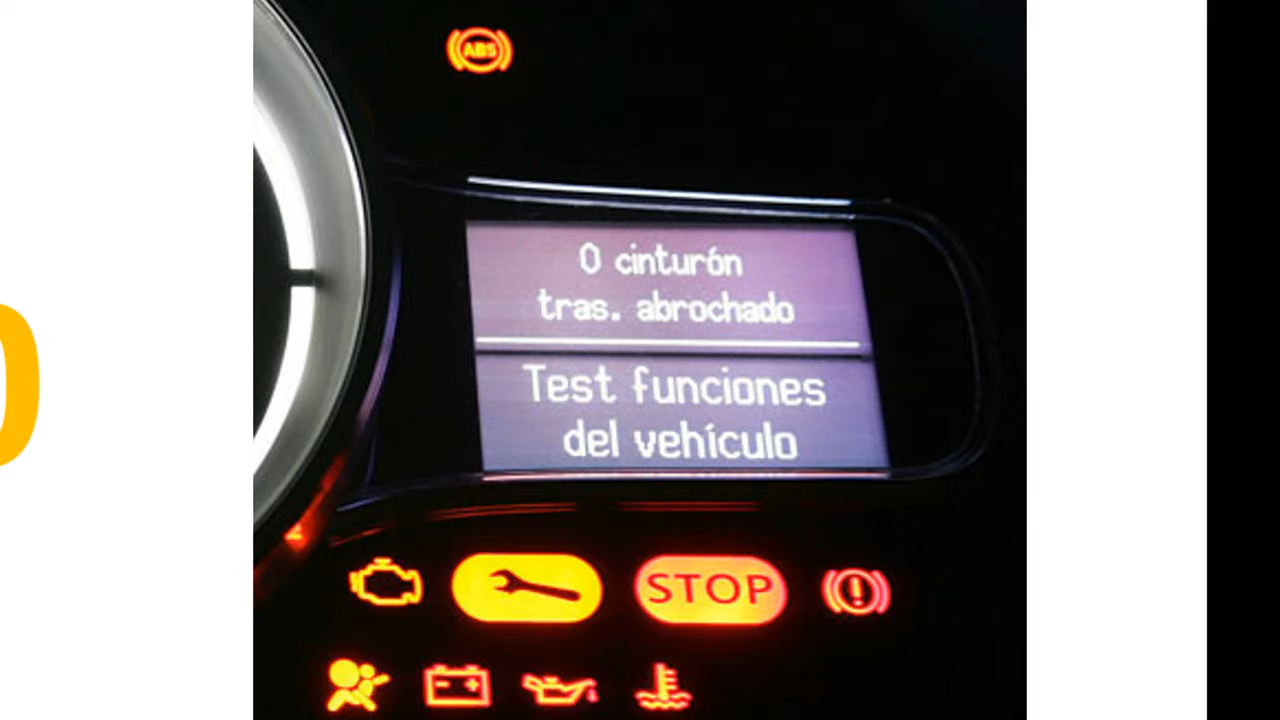 ABS
0 cinturón
tras. abrochado
Test funciones
del vehículo
STOP